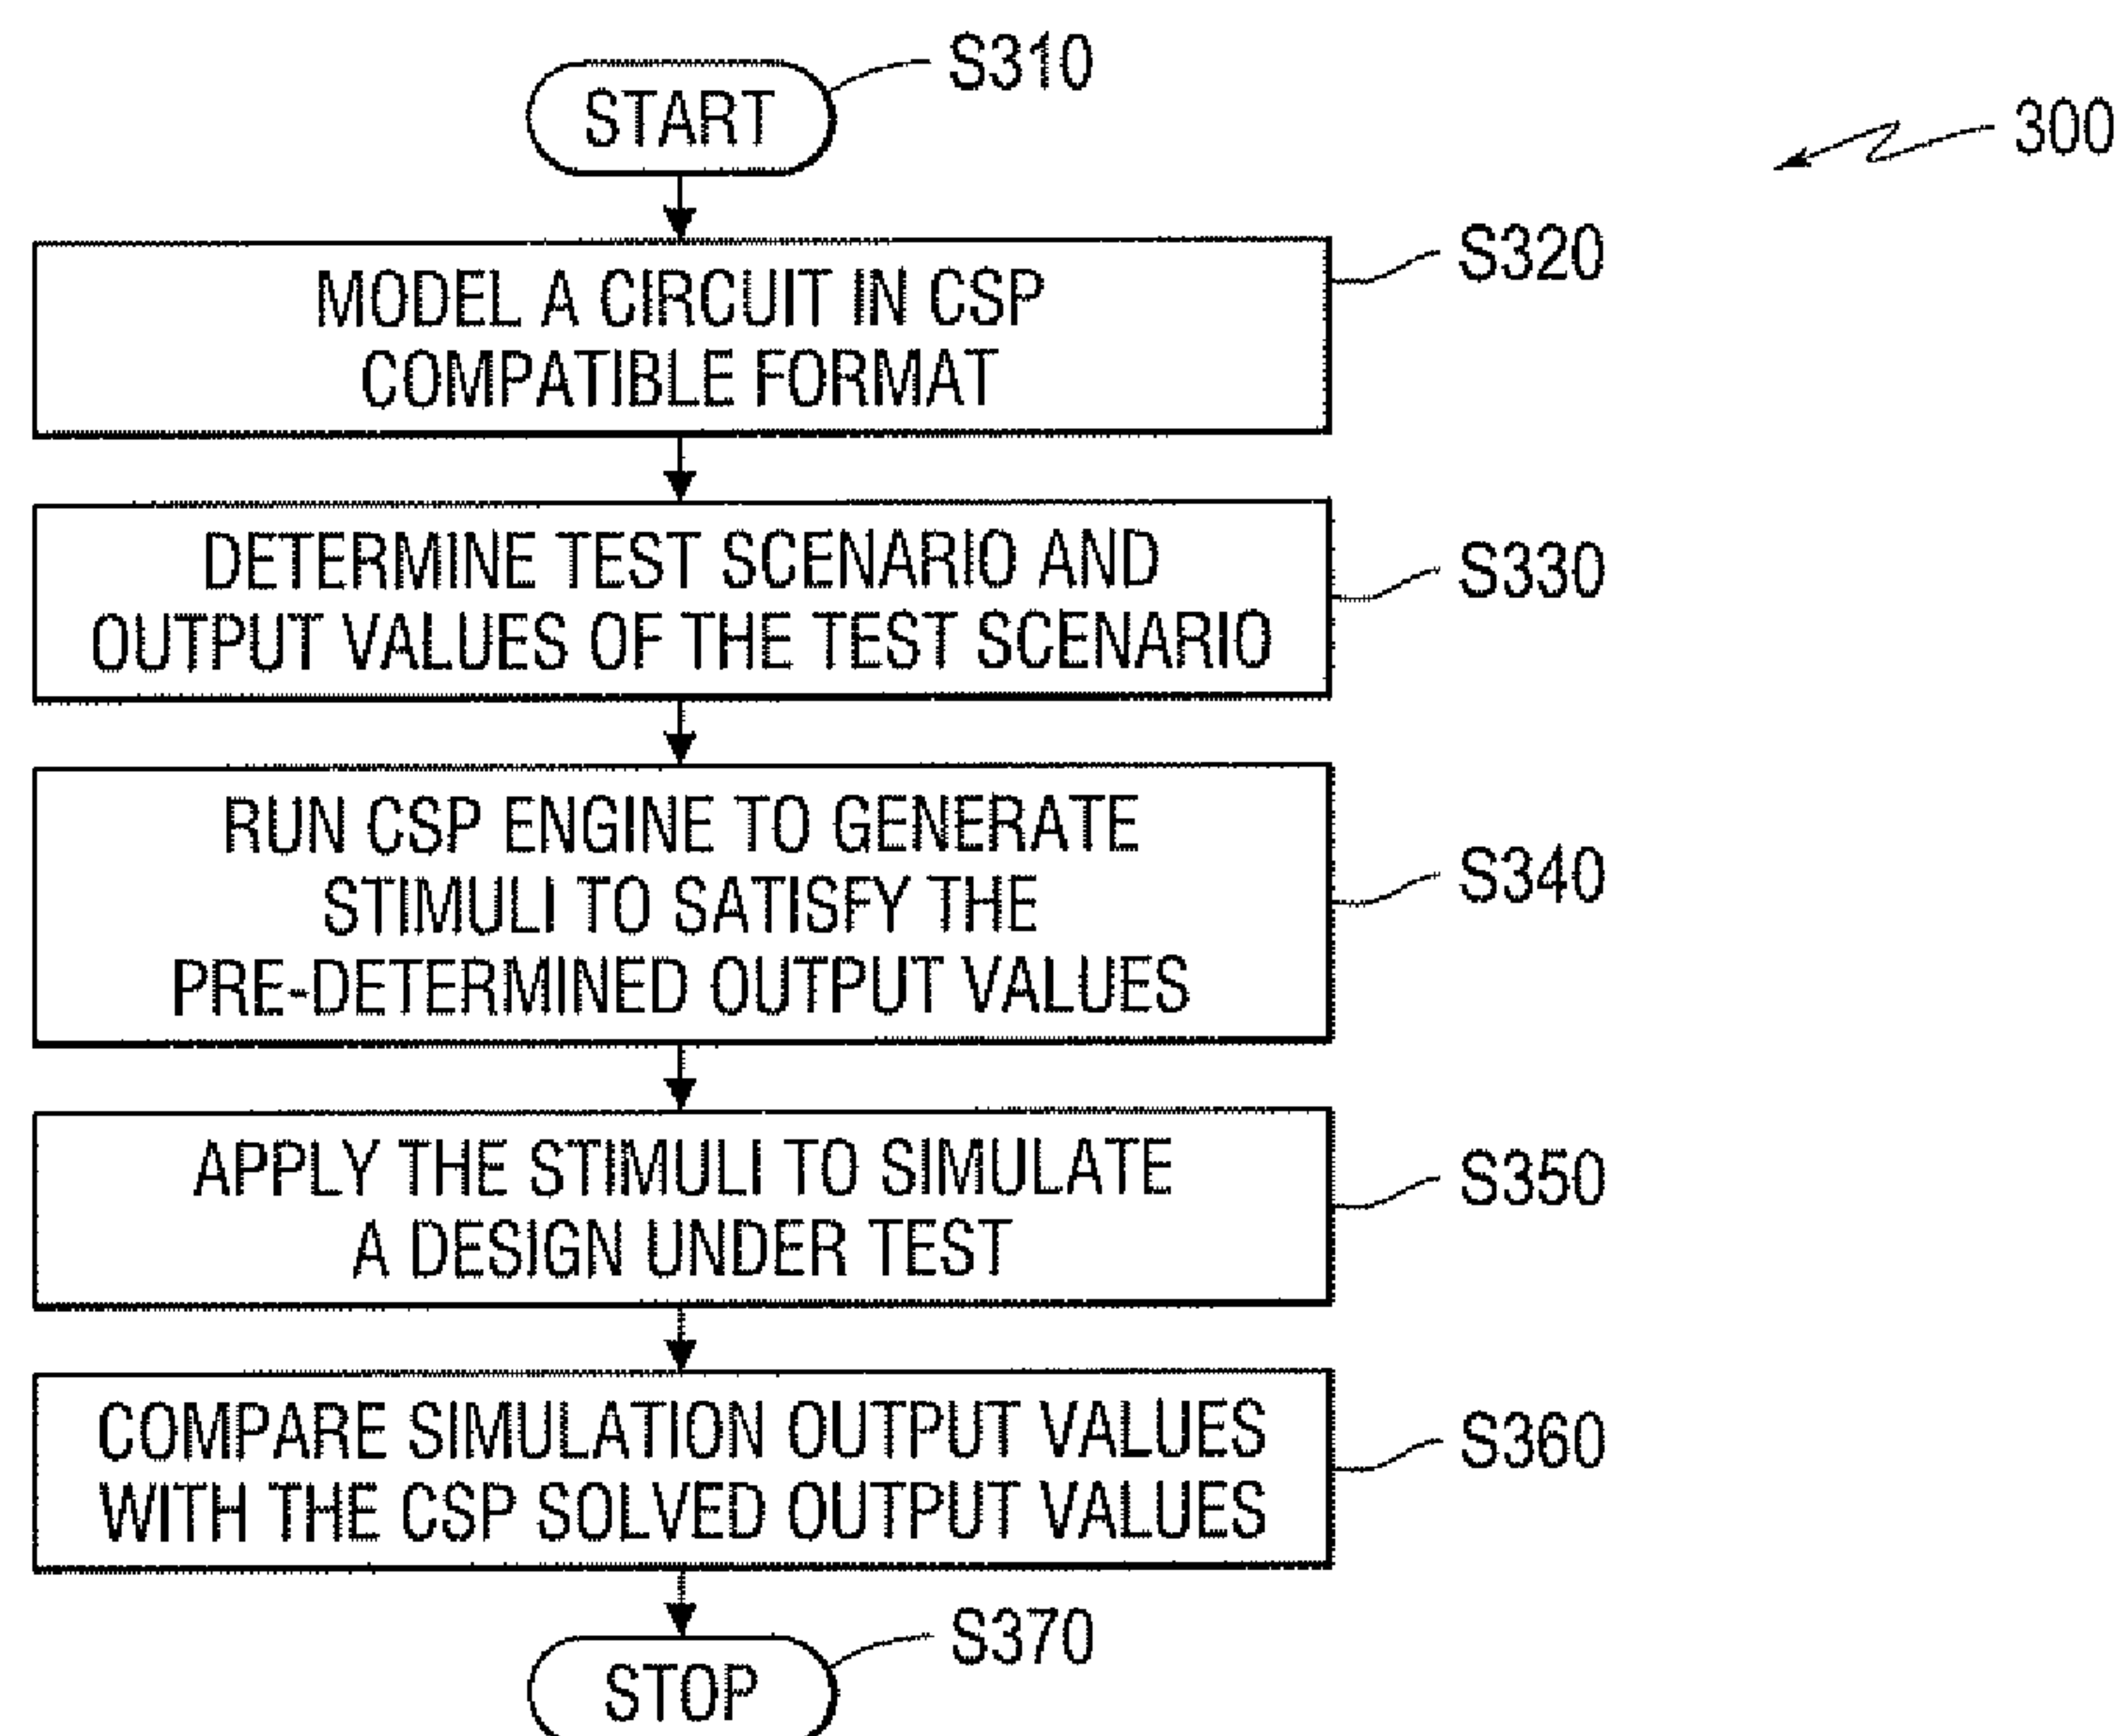 S310
START
300
S320
MODEL A CIRCUIT IN CSP
COMPATIBLE FORMAT
S330
DETERMINE TEST SCENARIO AND
OUTPUT VALUES OF THE TEST SCENARIO
S340
RUN CSP ENGINE TO GENERATE
STIMULI TO SATISFY THE
PRE-DETERMINED OUTPUT VALUES
S350
APPLY THE STIMULI TO SIMULATE
A DESIGN UNDER TEST
S360
COMPARE SIMULATION OUTPUT VALUES
WITH THE CSP SOLVED OUTPUT VALUES
S370
STOP